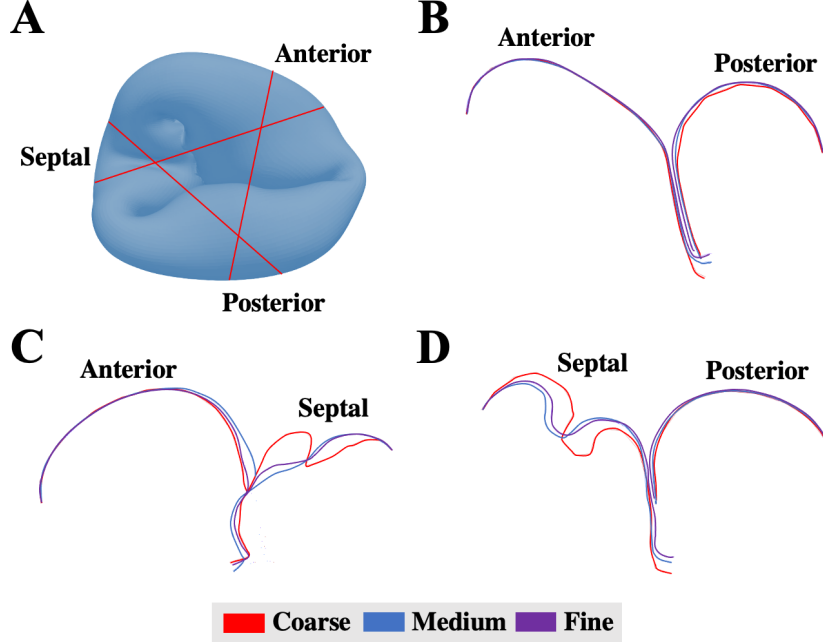 A
Anterior
Septal
Posterior
B
Anterior
Posterior
C
Anterior
Septal
D
Septal
Posterior
Coarse Medium Fine